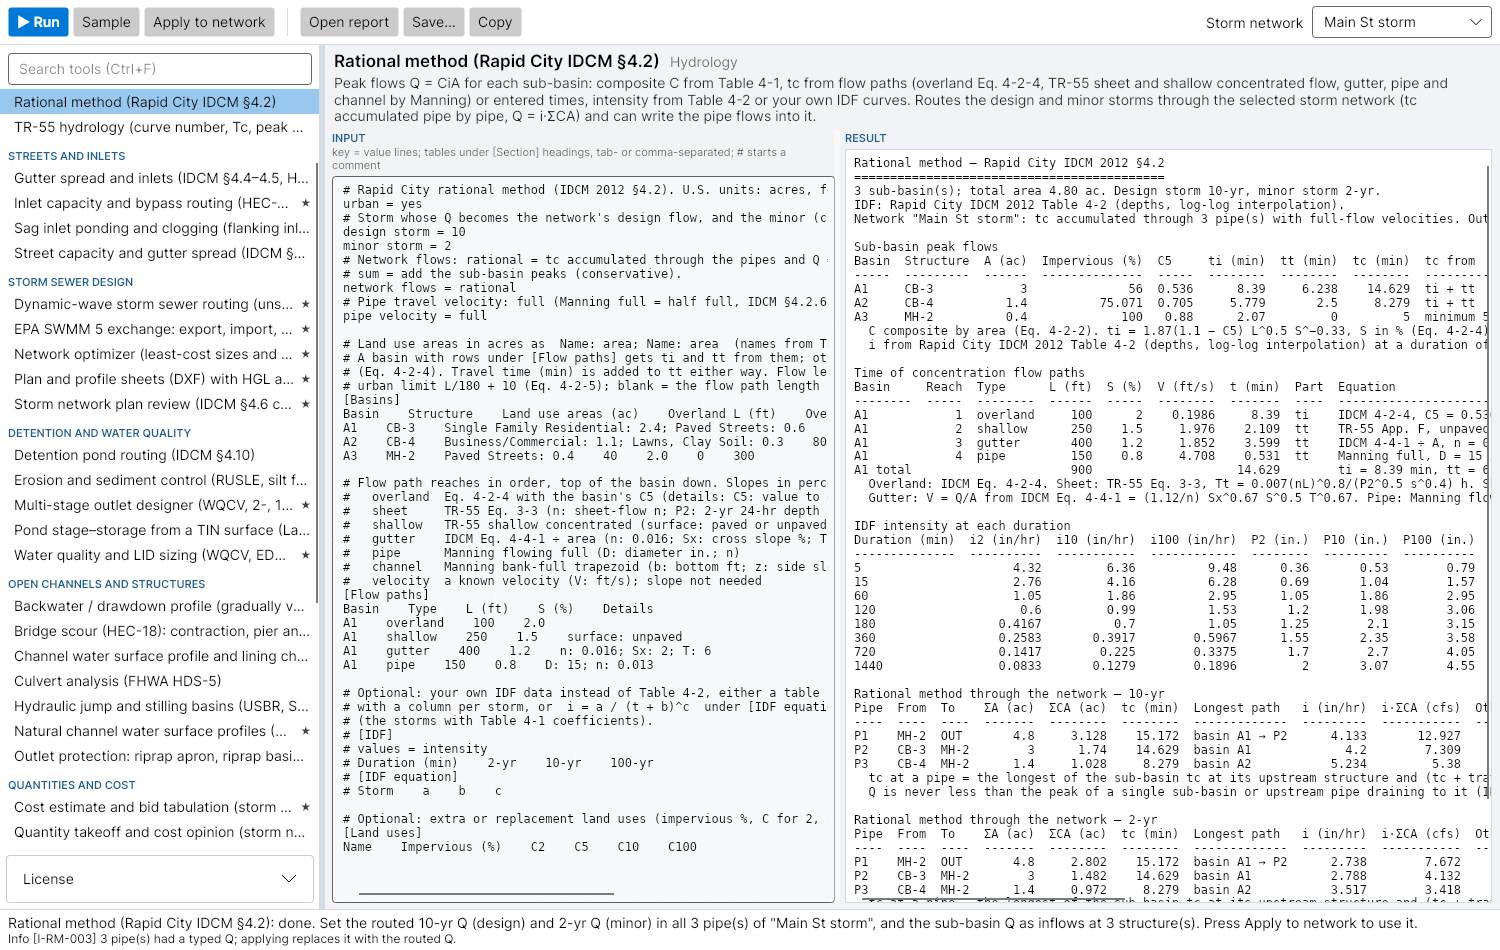 ▶ Run
Sample
Apply to network
Open report
Save...
Copy
Storm network
Main St storm
Search tools (Ctrl+F)
Rational method (Rapid City IDCM §4.2)
TR-55 hydrology (curve number, Tc, peak ...
STREETS AND INLETS
Gutter spread and inlets (IDCM §4.4–4.5, H...
Inlet capacity and bypass routing (HEC-... ★
Sag inlet ponding and clogging (flanking inl...
Street capacity and gutter spread (IDCM §...
STORM SEWER DESIGN
Dynamic-wave storm sewer routing (uns... ★
EPA SWMM 5 exchange: export, import, ... ★
Network optimizer (least-cost sizes and ... ★
Plan and profile sheets (DXF) with HGL a... ★
Storm network plan review (IDCM §4.6 c... ★
DETENTION AND WATER QUALITY
Detention pond routing (IDCM §4.10)
Erosion and sediment control (RUSLE, silt f...
Multi-stage outlet designer (WQCV, 2-, 1... ★
Pond stage–storage from a TIN surface (La...
Water quality and LID sizing (WQCV, ED... ★
OPEN CHANNELS AND STRUCTURES
Backwater / drawdown profile (gradually v...
Bridge scour (HEC-18): contraction, pier an...
Channel water surface profile and lining ch...
Culvert analysis (FHWA HDS-5)
Hydraulic jump and stilling basins (USBR, S...
Natural channel water surface profiles (... ★
Outlet protection: riprap apron, riprap basi...
QUANTITIES AND COST
Cost estimate and bid tabulation (storm ... ★
Quantity takeoff and cost opinion (storm n...
License
Rational method (Rapid City IDCM §4.2) Hydrology
Peak flows Q = CiA for each sub-basin: composite C from Table 4-1, tc from flow paths (overland Eq. 4-2-4, TR-55 sheet and shallow concentrated flow, gutter, pipe and
channel by Manning) or entered times, intensity from Table 4-2 or your own IDF curves. Routes the design and minor storms through the selected storm network (tc
accumulated pipe by pipe, Q = i·ΣCA) and can write the pipe flows into it.
INPUT
key = value lines; tables under [Section] headings, tab- or comma-separated; # starts a
comment
# Rapid City rational method (IDCM 2012 §4.2). U.S. units: acres, f
urban = yes
# Storm whose Q becomes the network's design flow, and the minor (c
design storm = 10
minor storm = 2
# Network flows: rational = tc accumulated through the pipes and Q
# sum = add the sub-basin peaks (conservative).
network flows = rational
# Pipe travel velocity: full (Manning full = half full, IDCM §4.2.6
pipe velocity = full
# Land use areas in acres as  Name: area; Name: area  (names from T
# A basin with rows under [Flow paths] gets ti and tt from them; ot
# (Eq. 4-2-4). Travel time (min) is added to tt either way. Flow le
# urban limit L/180 + 10 (Eq. 4-2-5); blank = the flow path length
[Basins]
Basin    Structure    Land use areas (ac)    Overland L (ft)    Ove
A1    CB-3    Single Family Residential: 2.4; Paved Streets: 0.6
A2    CB-4    Business/Commercial: 1.1; Lawns, Clay Soil: 0.3    80
A3    MH-2    Paved Streets: 0.4    40    2.0    0    300
# Flow path reaches in order, top of the basin down. Slopes in perc
#   overland  Eq. 4-2-4 with the basin's C5 (details: C5: value to
#   sheet     TR-55 Eq. 3-3 (n: sheet-flow n; P2: 2-yr 24-hr depth
#   shallow   TR-55 shallow concentrated (surface: paved or unpaved
#   gutter    IDCM Eq. 4-4-1 ÷ area (n: 0.016; Sx: cross slope %; T
#   pipe      Manning flowing full (D: diameter in.; n)
#   channel   Manning bank-full trapezoid (b: bottom ft; z: side sl
#   velocity  a known velocity (V: ft/s); slope not needed
[Flow paths]
Basin    Type    L (ft)    S (%)    Details
A1    overland    100    2.0
A1    shallow    250    1.5    surface: unpaved
A1    gutter    400    1.2    n: 0.016; Sx: 2; T: 6
A1    pipe    150    0.8    D: 15; n: 0.013
# Optional: your own IDF data instead of Table 4-2, either a table
# with a column per storm, or  i = a / (t + b)^c  under [IDF equati
# (the storms with Table 4-1 coefficients).
# [IDF]
# values = intensity
# Duration (min)    2-yr    10-yr    100-yr
# [IDF equation]
# Storm    a    b    c
# Optional: extra or replacement land uses (impervious %, C for 2,
[Land uses]
Name    Impervious (%)    C2    C5    C10    C100
RESULT
Rational method — Rapid City IDCM 2012 §4.2
===========================================
3 sub-basin(s); total area 4.80 ac. Design storm 10-yr, minor storm 2-yr.
IDF: Rapid City IDCM 2012 Table 4-2 (depths, log-log interpolation).
Network "Main St storm": tc accumulated through 3 pipe(s) with full-flow velocities. Out
Sub-basin peak flows
Basin  Structure  A (ac)  Impervious (%)  C5  ti (min)  tt (min)  tc (min)  tc from
-----  ---------  ------  --------------  -----  --------  --------  --------  ---------
A1  CB-3  3  56  0.536  8.39  6.238  14.629  ti + tt
A2  CB-4  1.4  75.071  0.705  5.779  2.5  8.279  ti + tt
A3  MH-2  0.4  100  0.88  2.07  0  5  minimum 5
C composite by area (Eq. 4-2-2). ti = 1.87(1.1 − C5) L^0.5 S^−0.33, S in % (Eq. 4-2-4)
i from Rapid City IDCM 2012 Table 4-2 (depths, log-log interpolation) at a duration of
Time of concentration flow paths
Basin  Reach  Type  L (ft)  S (%)  V (ft/s)  t (min)  Part  Equation
--------  -----  --------  ------  -----  --------  -------  ----  ---------------------
A1  1  overland  100  2  0.1986  8.39  ti  IDCM 4-2-4, C5 = 0.53
A1  2  shallow  250  1.5  1.976  2.109  tt  TR-55 App. F, unpaved
A1  3  gutter  400  1.2  1.852  3.599  tt  IDCM 4-4-1 ÷ A, n = 0
A1  4  pipe  150  0.8  4.708  0.531  tt  Manning full, D = 15
A1 total  900  14.629  ti = 8.39 min, tt = 6
Overland: IDCM Eq. 4-2-4. Sheet: TR-55 Eq. 3-3, Tt = 0.007(nL)^0.8/(P2^0.5 s^0.4) h. S
Gutter: V = Q/A from IDCM Eq. 4-4-1 = (1.12/n) Sx^0.67 S^0.5 T^0.67. Pipe: Manning flo
IDF intensity at each duration
Duration (min)  i2 (in/hr)  i10 (in/hr)  i100 (in/hr)  P2 (in.)  P10 (in.)  P100 (in.)
--------------  ----------  -----------  ------------  --------  ---------  ----------
5  4.32  6.36  9.48  0.36  0.53  0.79
15  2.76  4.16  6.28  0.69  1.04  1.57
60  1.05  1.86  2.95  1.05  1.86  2.95
120  0.6  0.99  1.53  1.2  1.98  3.06
180  0.4167  0.7  1.05  1.25  2.1  3.15
360  0.2583  0.3917  0.5967  1.55  2.35  3.58
720  0.1417  0.225  0.3375  1.7  2.7  4.05
1440  0.0833  0.1279  0.1896  2  3.07  4.55
Rational method through the network — 10-yr
Pipe  From  To  ΣA (ac)  ΣCA (ac)  tc (min)  Longest path  i (in/hr)  i·ΣCA (cfs)  Ot
----  ----  ----  -------  --------  --------  -------------  ---------  -----------  --
P1  MH-2  OUT  4.8  3.128  15.172  basin A1 → P2  4.133  12.927
P2  CB-3  MH-2  3  1.74  14.629  basin A1  4.2  7.309
P3  CB-4  MH-2  1.4  1.028  8.279  basin A2  5.234  5.38
tc at a pipe = the longest of the sub-basin tc at its upstream structure and (tc + tra
Q is never less than the peak of a single sub-basin or upstream pipe draining to it (I
Rational method through the network — 2-yr
Pipe  From  To  ΣA (ac)  ΣCA (ac)  tc (min)  Longest path  i (in/hr)  i·ΣCA (cfs)  Ot
----  ----  ----  -------  --------  --------  -------------  ---------  -----------  --
P1  MH-2  OUT  4.8  2.802  15.172  basin A1 → P2  2.738  7.672
P2  CB-3  MH-2  3  1.482  14.629  basin A1  2.788  4.132
P3  CB-4  MH-2  1.4  0.972  8.279  basin A2  3.517  3.418
Rational method (Rapid City IDCM §4.2): done. Set the routed 10-yr Q (design) and 2-yr Q (minor) in all 3 pipe(s) of "Main St storm", and the sub-basin Q as inflows at 3 structure(s). Press Apply to network to use it.
Info [I-RM-003] 3 pipe(s) had a typed Q; applying replaces it with the routed Q.